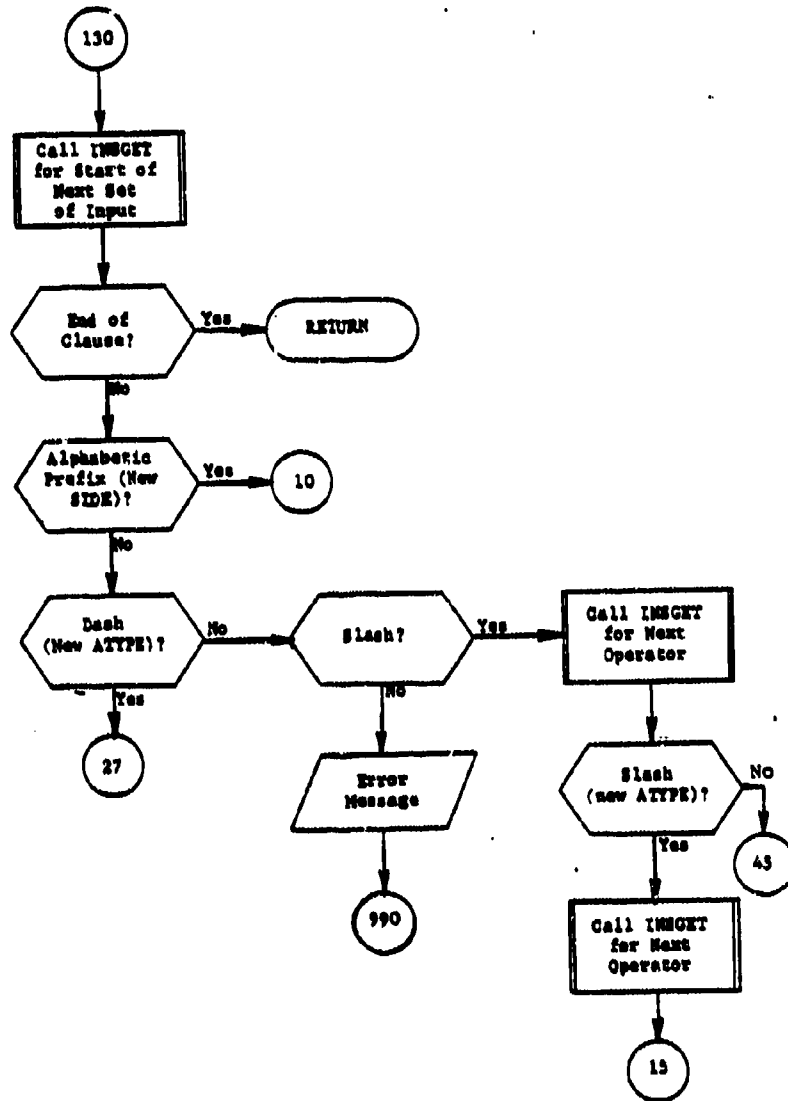 130
Call INSGET
for Start of
Next Set
of Input
End of
Clause?
Yes
RETURN
No
Alphabetic
Prefix (New
SIDE)?
Yes
10
No
Dash
(New ATYPE)?
No
Slash?
Yes
Call INSGET
for Next
Operator
Yes
27
No
Error
Message
990
Slash
(new ATYPE)?
No
45
Yes
Call INSGET
for Next
Operator
15